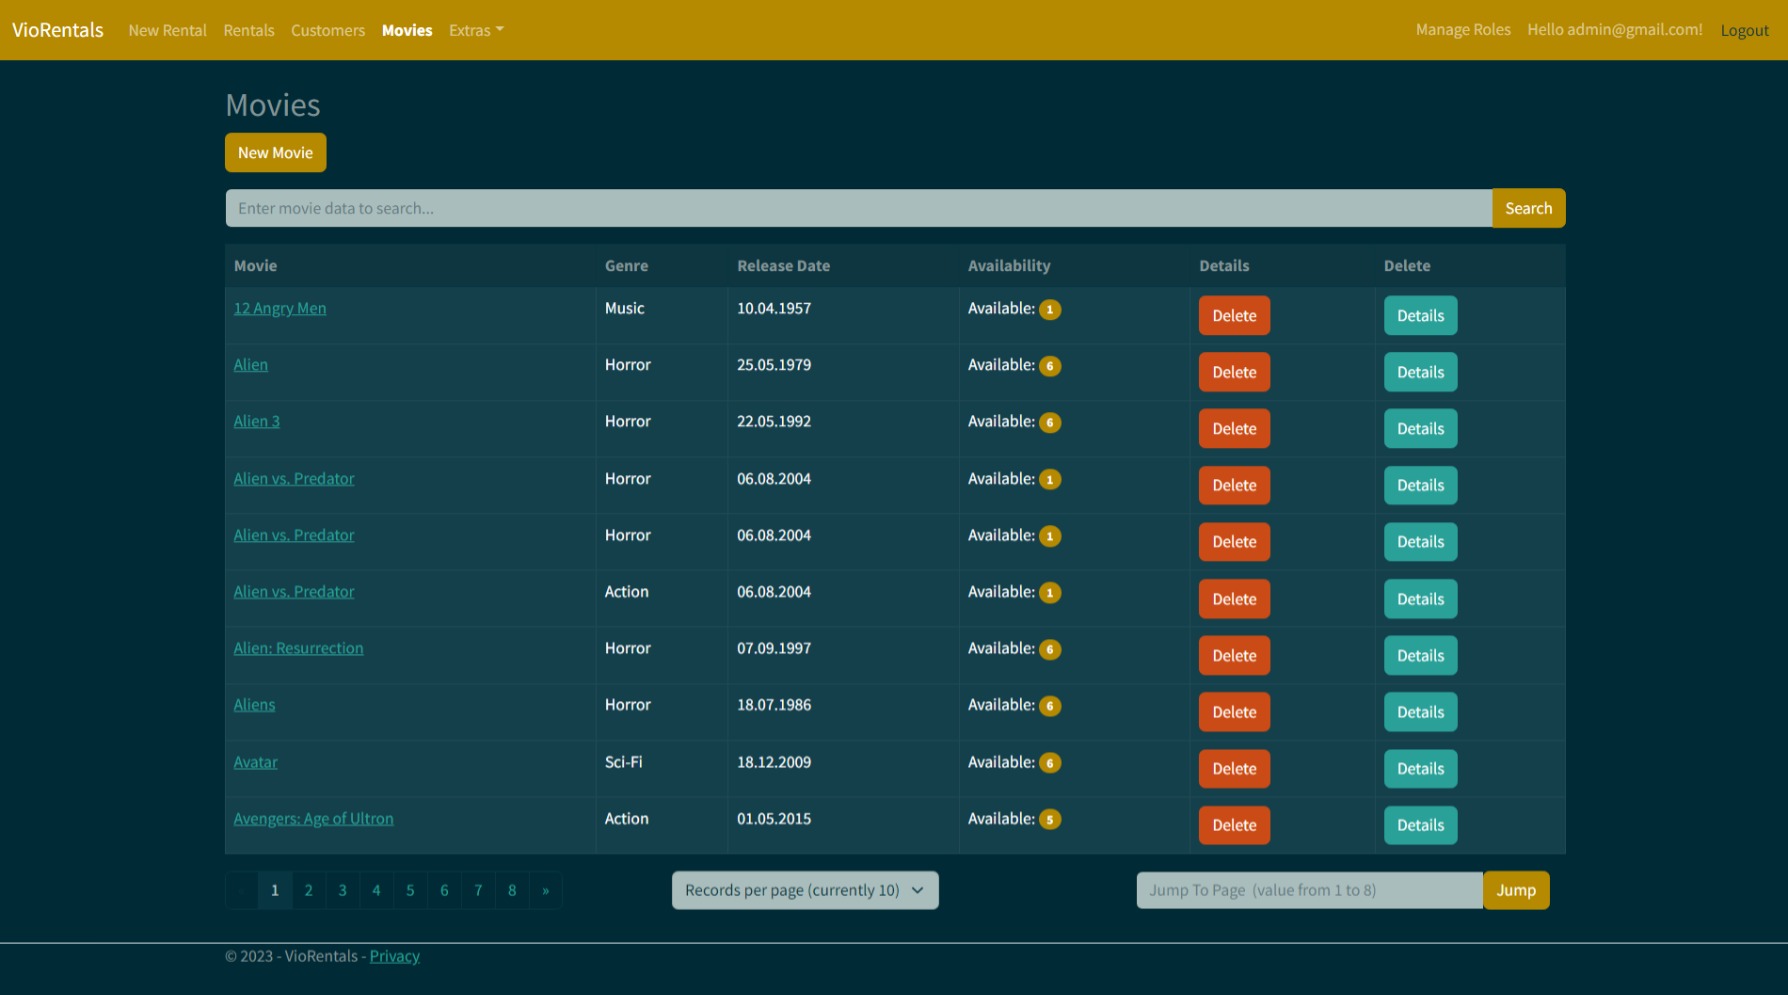 VioRentals New Rental Rentals Customers Movies Extras Manage Roles Hello admin@gmail.com! Logout
Movies
New Movie
Enter movie data to search... Search
Movie Genre Release Date Availability Details Delete
12 Angry Men Music 10.04.1957 Available: 1 Delete Details
Alien Horror 25.05.1979 Available: 6 Delete Details
Alien 3 Horror 22.05.1992 Available: 6 Delete Details
Alien vs. Predator Horror 06.08.2004 Available: 1 Delete Details
Alien vs. Predator Horror 06.08.2004 Available: 1 Delete Details
Alien vs. Predator Action 06.08.2004 Available: 1 Delete Details
Alien: Resurrection Horror 07.09.1997 Available: 6 Delete Details
Aliens Horror 18.07.1986 Available: 6 Delete Details
Avatar Sci-Fi 18.12.2009 Available: 6 Delete Details
Avengers: Age of Ultron Action 01.05.2015 Available: 5 Delete Details
1 2 3 4 5 6 7 8 » Records per page (currently 10) Jump To Page (value from 1 to 8) Jump
© 2023 - VioRentals - Privacy